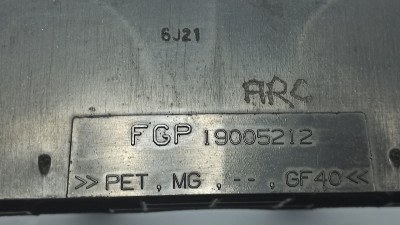 6J21
ARC
FGP 19005212
>> PET, MG, --, GF40<<